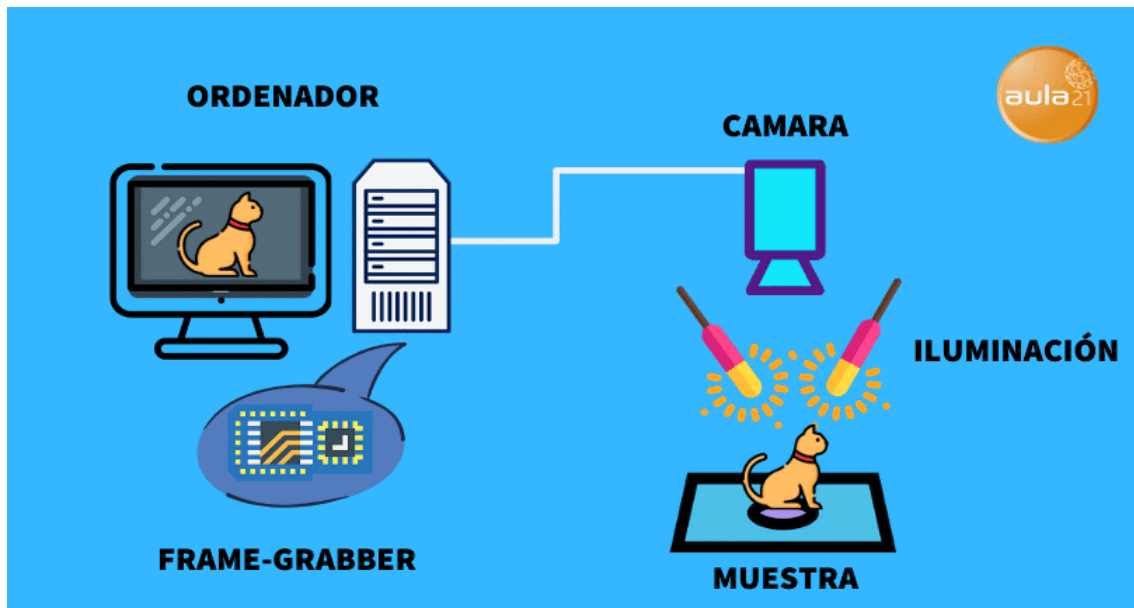 ORDENADOR
aula21
CAMARA
ILUMINACIÓN
FRAME-GRABBER
MUESTRA